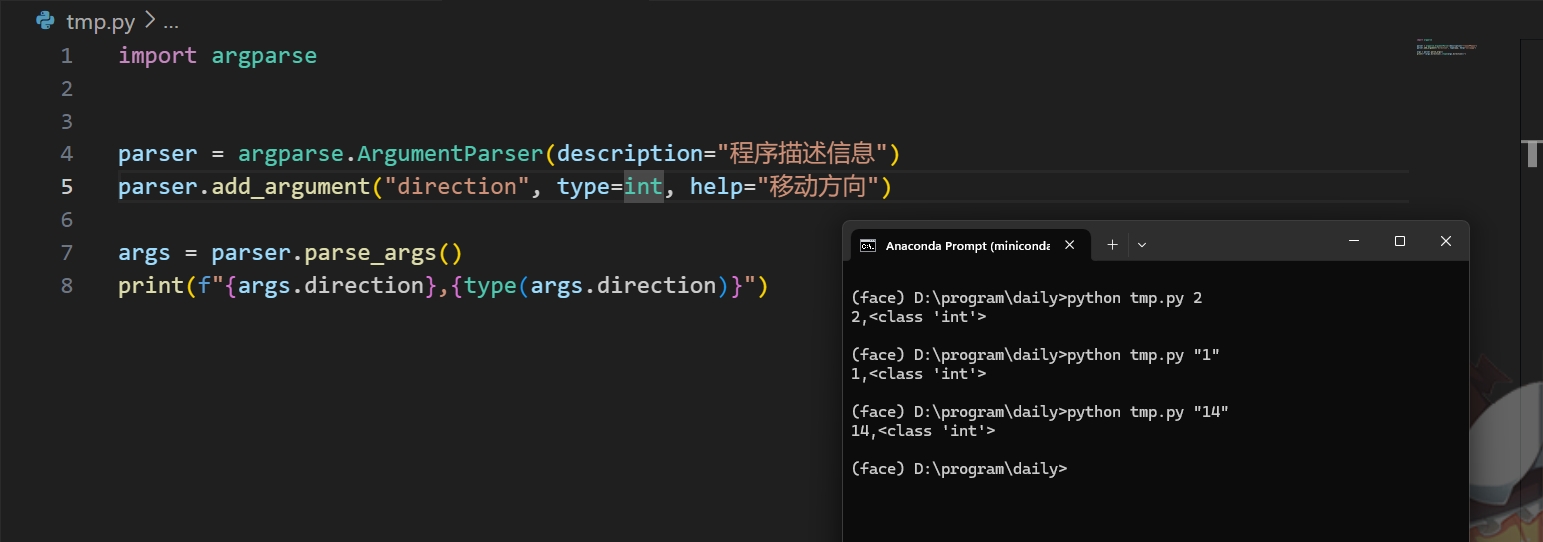 tmp.py > ...
1 import argparse
2
3
4 parser = argparse.ArgumentParser(description="程序描述信息")
5 parser.add_argument("direction", type=int, help="移动方向")
6
7 args = parser.parse_args()
8 print(f"{args.direction},{type(args.direction)}")
Anaconda Prompt (miniconda
(face) D:\program\daily>python tmp.py 2
2,<class 'int'>
(face) D:\program\daily>python tmp.py "1"
1,<class 'int'>
(face) D:\program\daily>python tmp.py "14"
14,<class 'int'>
(face) D:\program\daily>